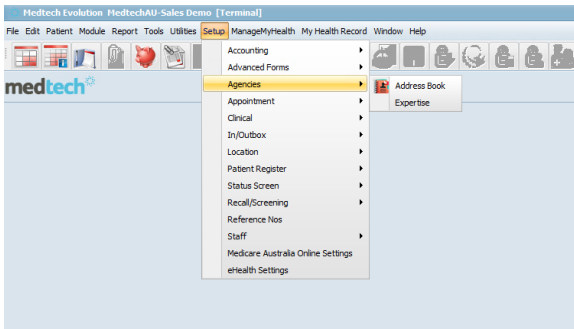 Medtech Evolution MedtechAU-Sales Demo [Terminal]
File Edit Patient Module Report Tools Utilities Setup ManageMyHealth My Health Record Window Help
medtech
Accounting
Advanced Forms
Agencies
Address Book
Appointment
Expertise
Clinical
In/Outbox
Location
Patient Register
Status Screen
Recall/Screening
Reference Nos
Staff
Medicare Australia Online Settings
eHealth Settings